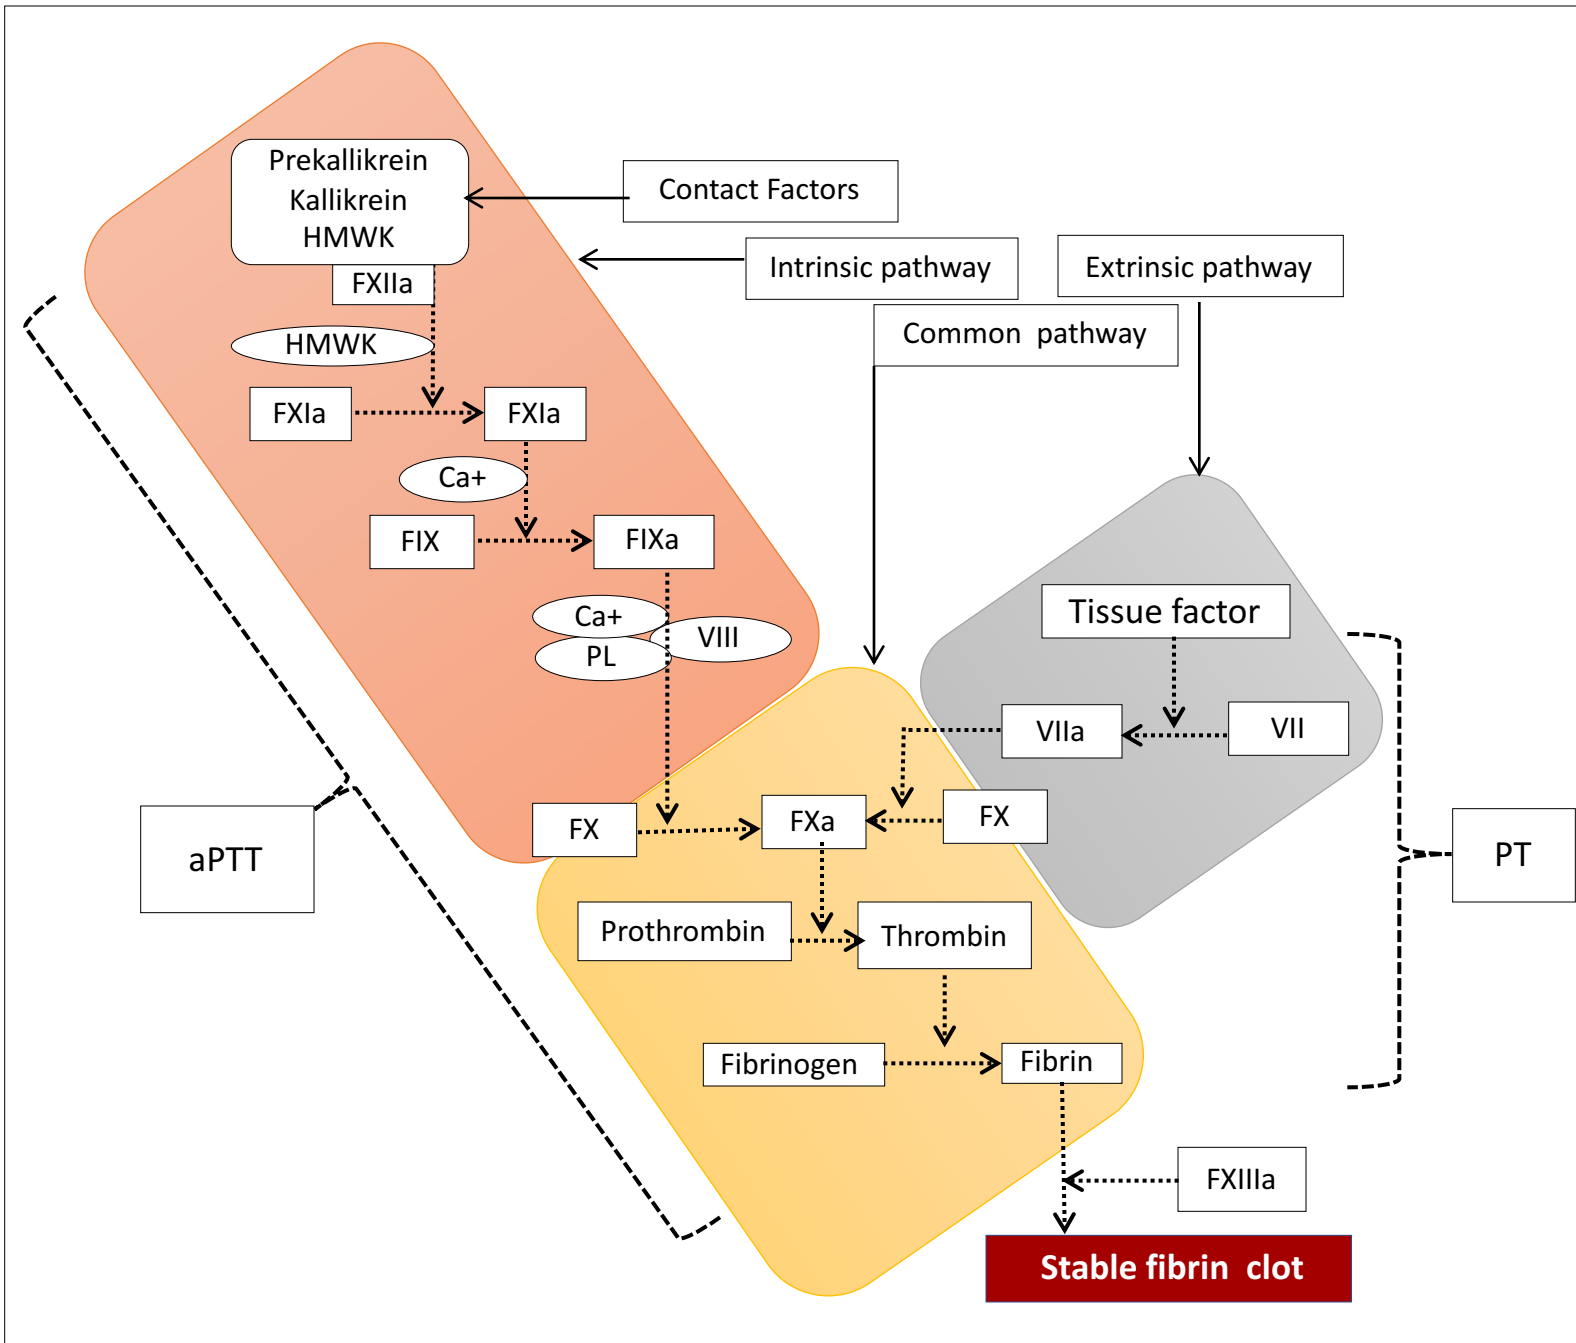 Prekallikrein
Kallikrein
HMWK
Contact Factors
Intrinsic pathway
Extrinsic pathway
FXIIa
Common pathway
HMWK
FXIa
FXIa
Ca+
FIX
FIXa
Tissue factor
Ca+
VIII
PL
VIIa
VII
FX
FXa
FX
aPTT
PT
Prothrombin
Thrombin
Fibrinogen
Fibrin
FXIIIa
Stable fibrin clot